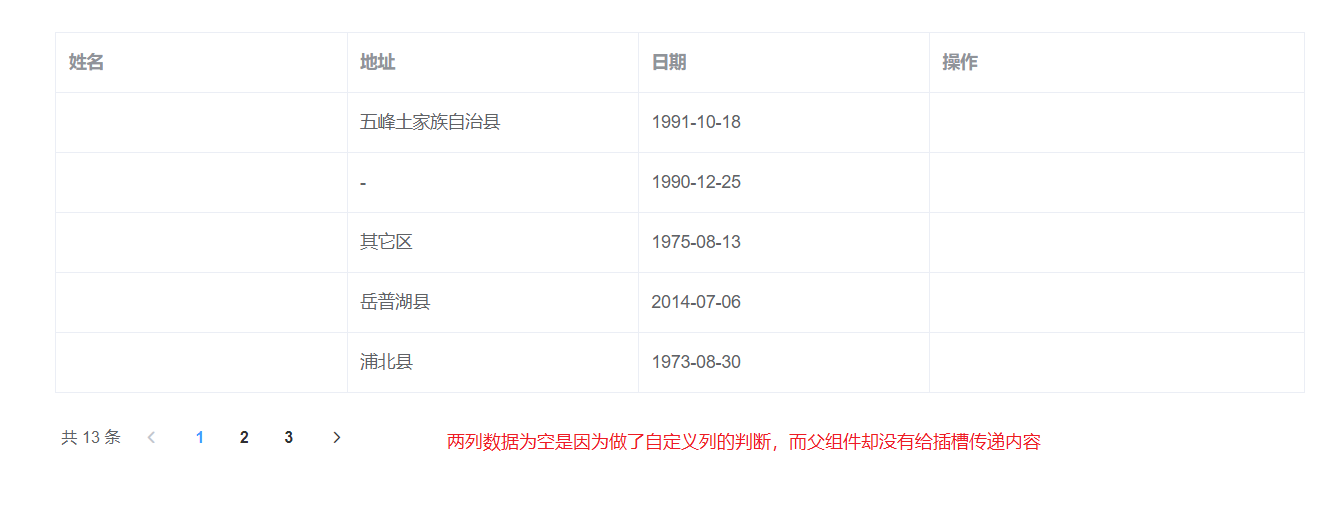 姓名 地址 日期 操作
五峰土家族自治县 1991-10-18
- 1990-12-25
其它区 1975-08-13
岳普湖县 2014-07-06
浦北县 1973-08-30
共 13 条 < 1 2 3 >
两列数据为空是因为做了自定义列的判断，而父组件却没有给插槽传递内容